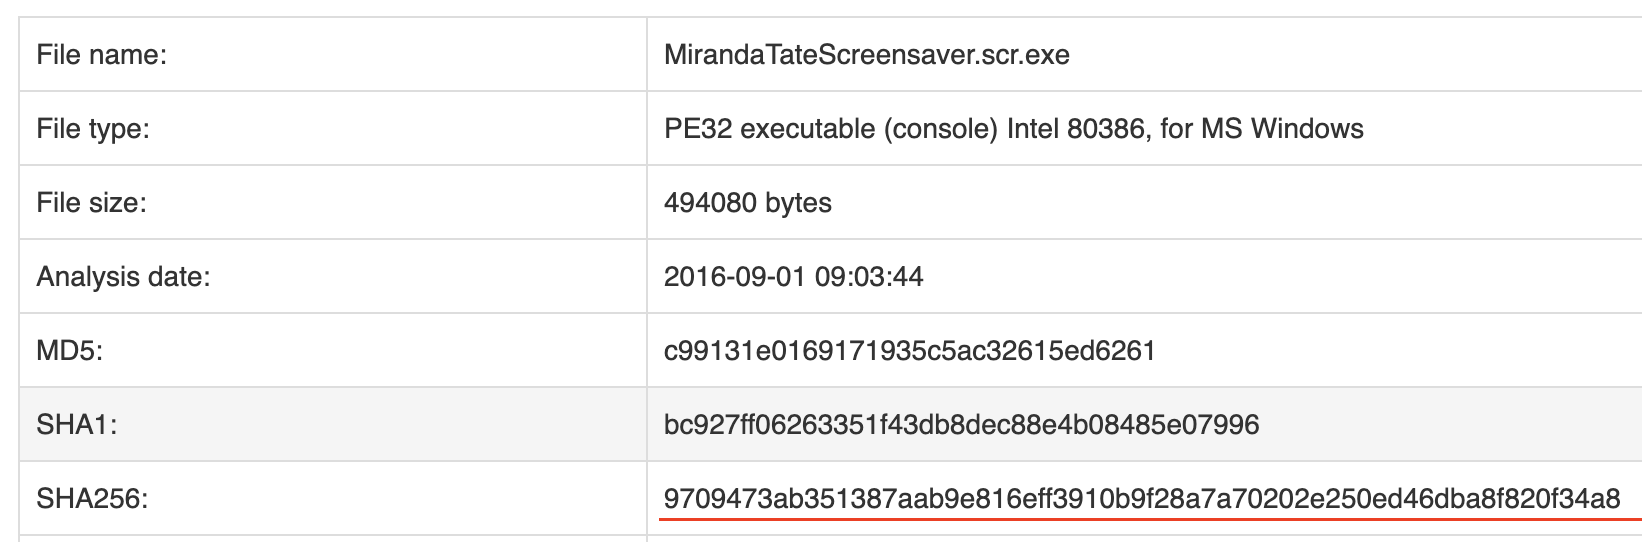 File name: MirandaTateScreensaver.scr.exe
File type: PE32 executable (console) Intel 80386, for MS Windows
File size: 494080 bytes
Analysis date: 2016-09-01 09:03:44
MD5: c99131e0169171935c5ac32615ed6261
SHA1: bc927ff06263351f43db8dec88e4b08485e07996
SHA256: 9709473ab351387aab9e816eff3910b9f28a7a70202e250ed46dba8f820f34a8